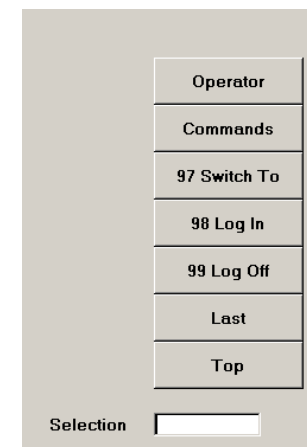 Operator
Commands
97 Switch To
98 Log In
99 Log Off
Last
Top
Selection